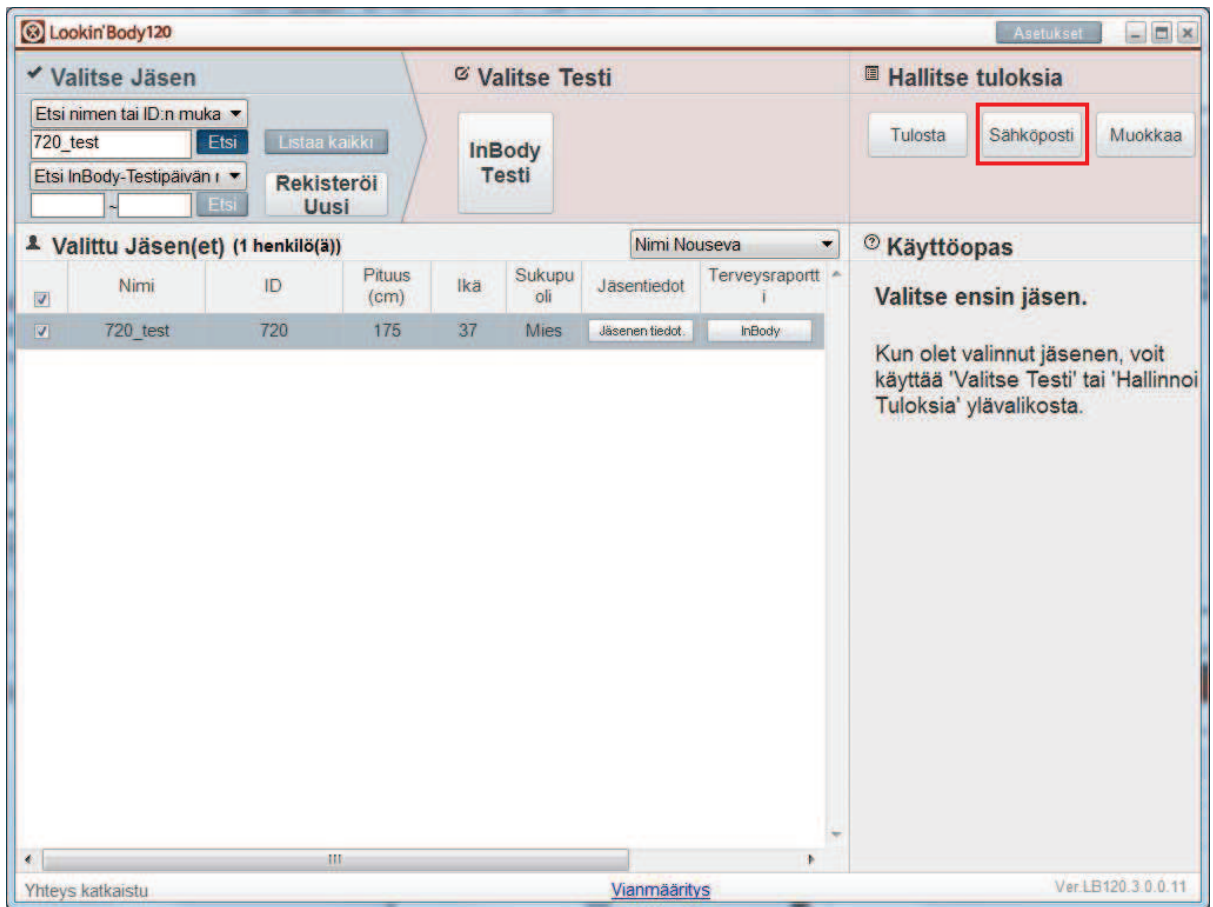 Lookin'Body120
Asetukset
Valitse Jäsen
Etsi nimen tai ID:n muka
720_test
Etsi
Listaa kaikki
Etsi InBody-Testipäivän
~
Etsi
Rekisteröi
Uusi
Valitse Testi
InBody
Testi
Hallitse tuloksia
Tulosta
Sähköposti
Muokkaa
Valittu Jäsen(et) (1 henkilö(ä))
Nimi Nouseva
Nimi
ID
Pituus
(cm)
Ikä
Sukupu
oli
Jäsentiedot
Terveysraportt
i
720_test
720
175
37
Mies
Jäsenen tiedot.
InBody
Käyttöopas
Valitse ensin jäsen.
Kun olet valinnut jäsenen, voit
käyttää 'Valitse Testi' tai 'Hallinnoi
Tuloksia' ylävalikosta.
Yhteys katkaistu
Vianmääritys
Ver.LB120.3.0.0.11